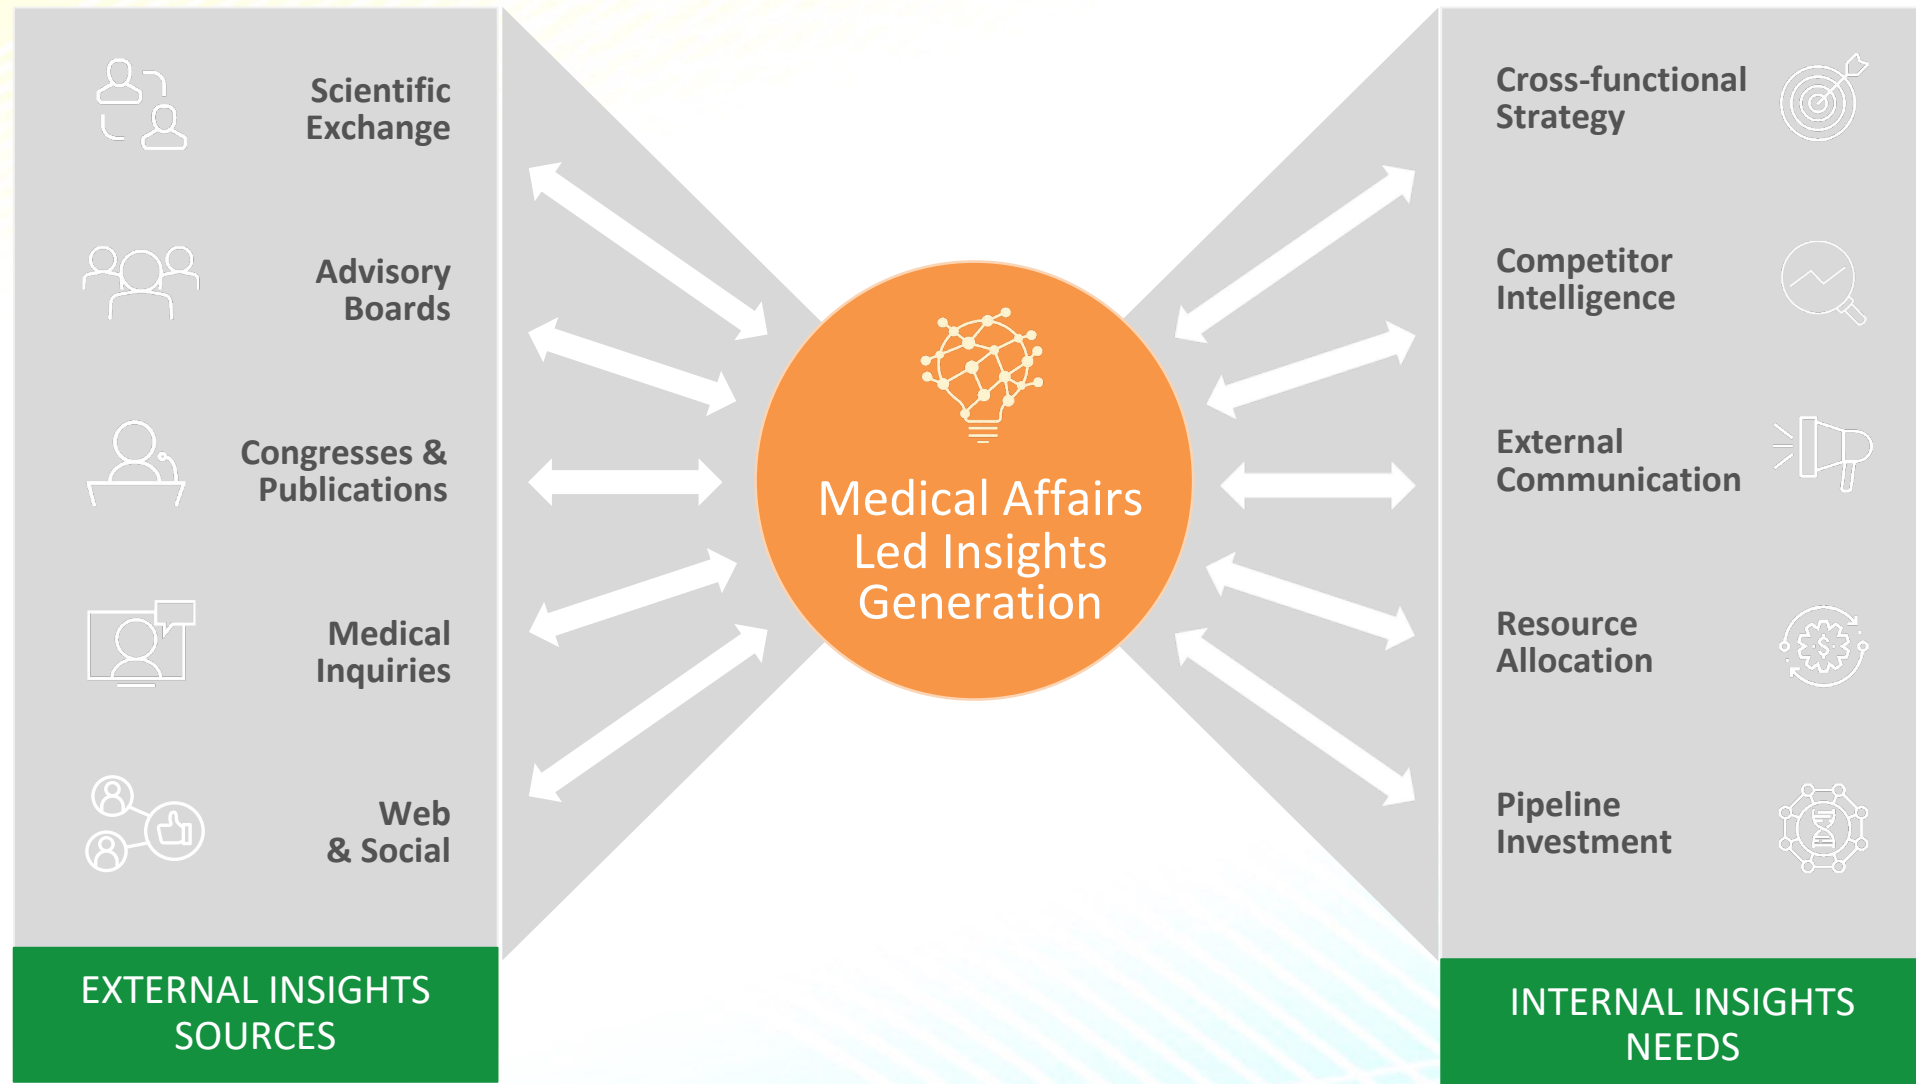 Scientific
Exchange
Advisory
Boards
Congresses &
Publications
Medical
Inquiries
Web
& Social
EXTERNAL INSIGHTS
SOURCES
Medical Affairs
Led Insights
Generation
Cross-functional
Strategy
Competitor
Intelligence
External
Communication
Resource
Allocation
$
Pipeline
Investment
INTERNAL INSIGHTS
NEEDS